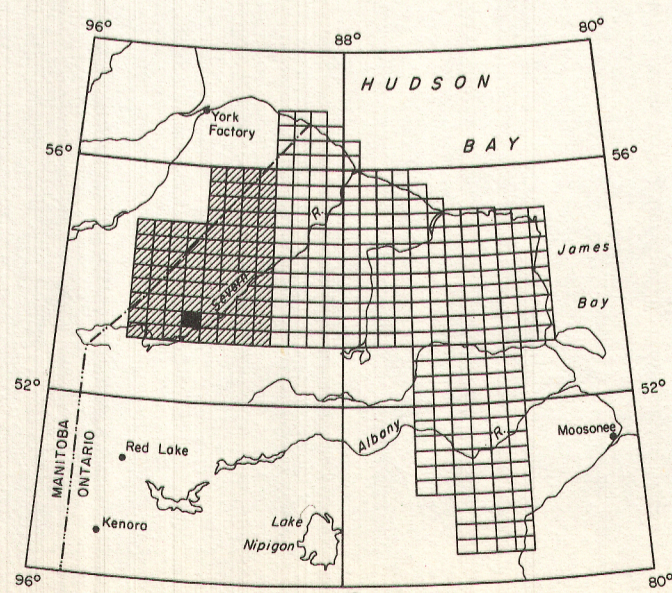 96°
88°
80°
HUDSON
York
Factory
BAY
56°
56°
R.
James
Severn
Bay
52°
52°
Albany
R.
Moosonee
MANITOBA
ONTARIO
Red Lake
Kenora
Lake
Nipigon
96°
80°